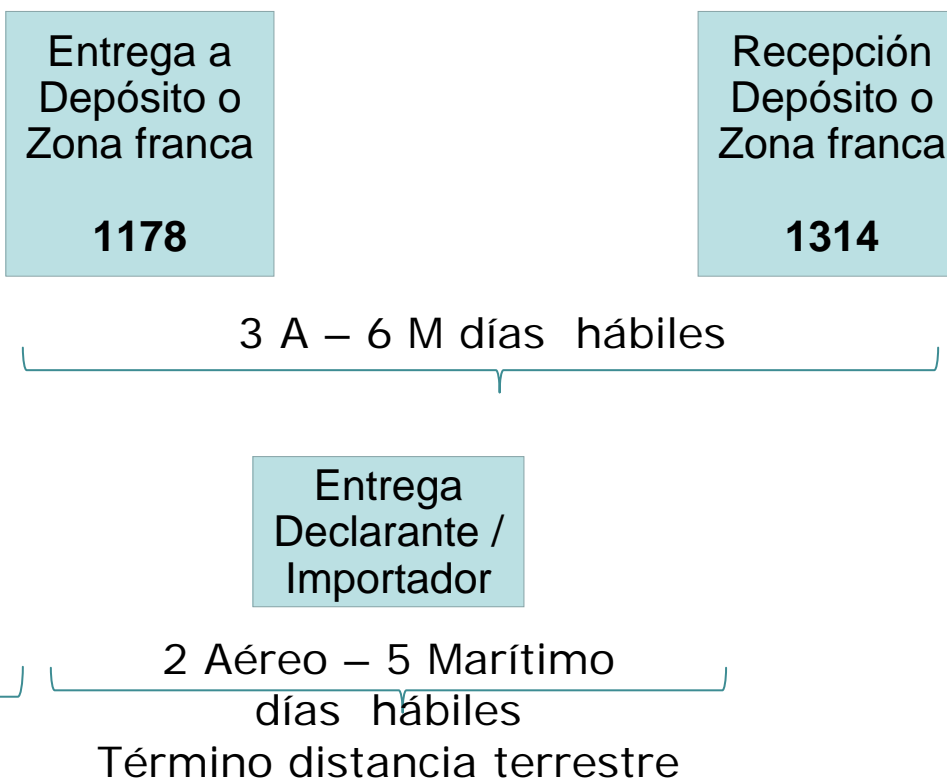 Entrega a
Depósito o
Zona franca
1178
Recepción
Depósito o
Zona franca
1314
3 A – 6 M días hábiles
Entrega
Declarante /
Importador
2 Aéreo – 5 Marítimo
días hábiles
Término distancia terrestre